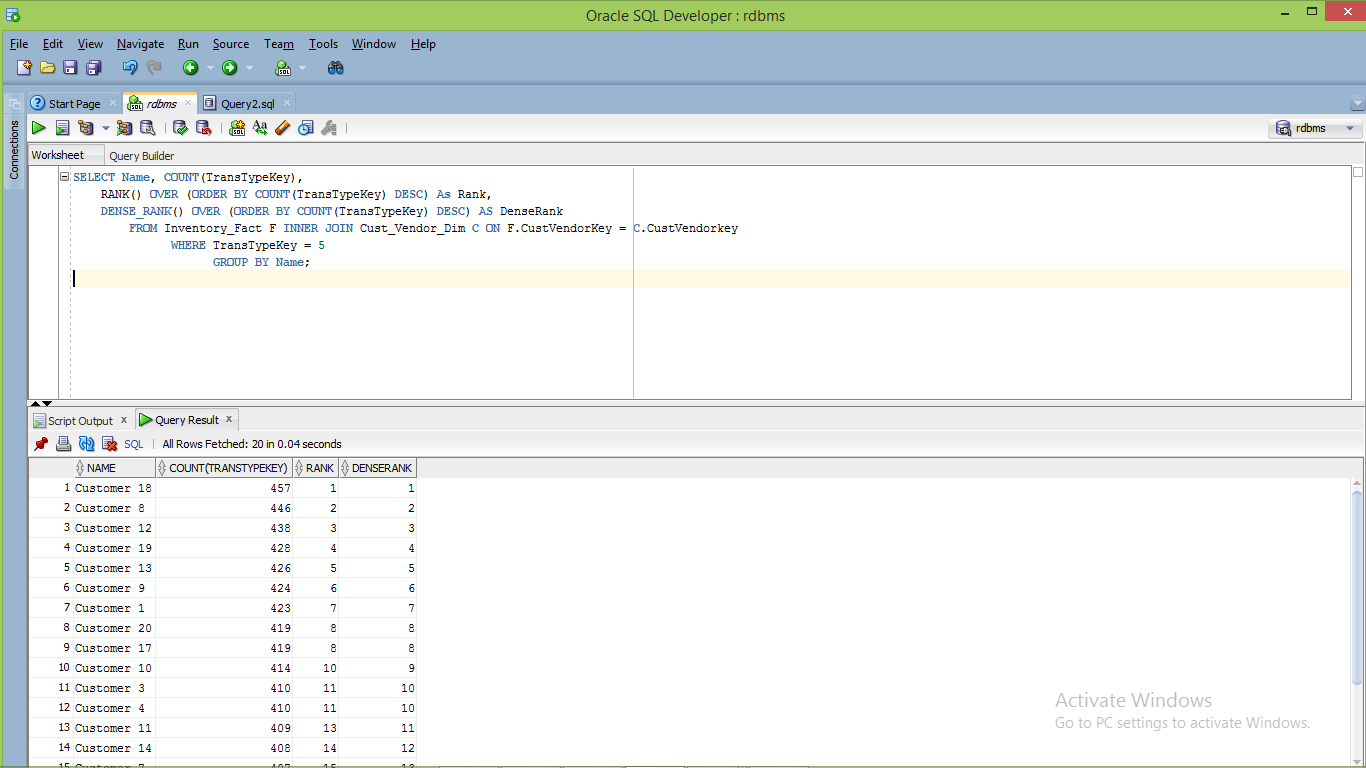 Oracle SQL Developer : rdbms
File Edit View Navigate Run Source Team Tools Window Help
Start Page rdbms Query2.sql
Connections
rdbms
Worksheet Query Builder
SELECT Name, COUNT(TransTypeKey),
RANK() OVER (ORDER BY COUNT(TransTypeKey) DESC) As Rank,
DENSE_RANK() OVER (ORDER BY COUNT(TransTypeKey) DESC) AS DenseRank
FROM Inventory_Fact F INNER JOIN Cust_Vendor_Dim C ON F.CustVendorKey = C.CustVendorkey
WHERE TransTypeKey = 5
GROUP BY Name;
Script Output x Query Result x
SQL All Rows Fetched: 20 in 0.04 seconds
NAME COUNT(TRANSTYPEKEY) RANK DENSERANK
1 Customer 18 457 1 1
2 Customer 8 446 2 2
3 Customer 12 438 3 3
4 Customer 19 428 4 4
5 Customer 13 426 5 5
6 Customer 9 424 6 6
7 Customer 1 423 7 7
8 Customer 20 419 8 8
9 Customer 17 419 8 8
10 Customer 10 414 10 9
11 Customer 3 410 11 10
12 Customer 4 410 11 10
13 Customer 11 409 13 11
14 Customer 14 408 14 12
Activate Windows
Go to PC settings to activate Windows.